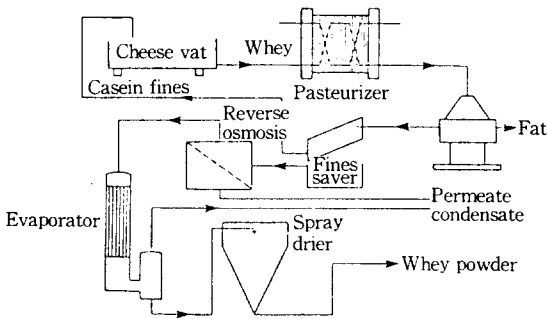 Cheese vat
Whey
Casein fines
Pasteurizer
Fat
Reverse
osmosis
Fines
saver
Permeate
condensate
Evaporator
Spray
drier
Whey powder